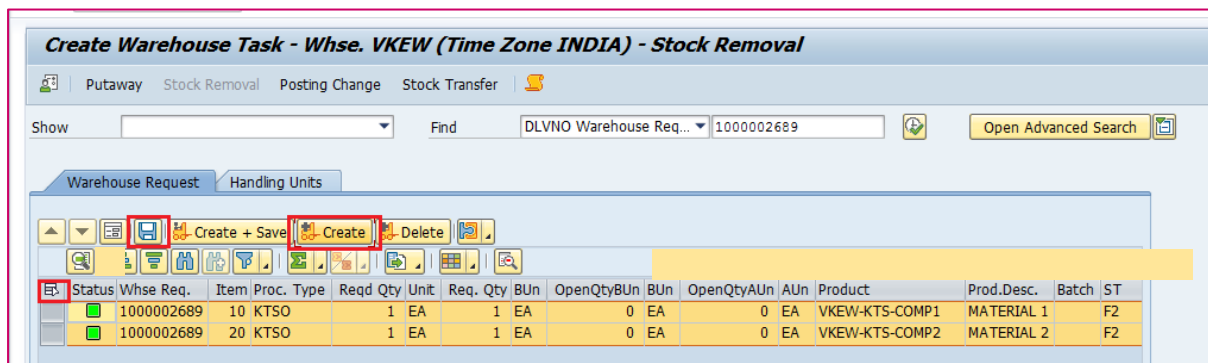 Create Warehouse Task - Whse. VKEW (Time Zone INDIA) - Stock Removal
Putaway Stock Removal Posting Change Stock Transfer
Show Find DLVNO Warehouse Req... 1000002689 Open Advanced Search
Warehouse Request Handling Units
Create + Save Create Delete
Status Whse Req. Item Proc. Type Reqd Qty Unit Req. Qty BUn OpenQtyBUn BUn OpenQtyAUn AUn Product Prod.Desc. Batch ST
1000002689 10 KTSO 1 EA 1 EA 0 EA 0 EA VKEW-KTS-COMP1 MATERIAL 1 F2
1000002689 20 KTSO 1 EA 1 EA 0 EA 0 EA VKEW-KTS-COMP2 MATERIAL 2 F2